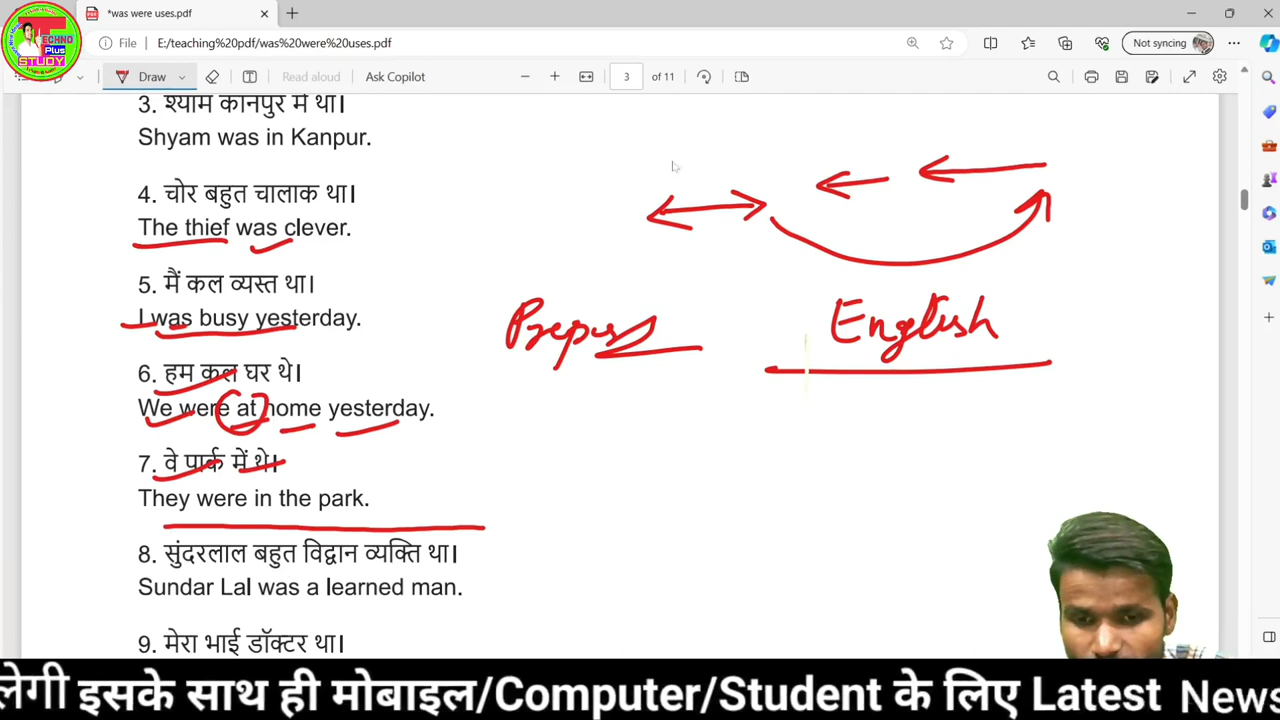 *was were uses.pdf
File E:/teaching%20pdf/was%20were%20uses.pdf Not syncing
Draw Read aloud Ask Copilot 3 of 11
TECHNO
Plus
STUDY
3. श्याम कानपुर में था।
Shyam was in Kanpur.
4. चोर बहुत चालाक था।
The thief was clever.
5. मैं कल व्यस्त था।
I was busy yesterday.
6. हम कल घर थे।
We were at home yesterday.
7. वे पार्क में थे।
They were in the park.
8. सुंदरलाल बहुत विद्वान व्यक्ति था।
Sundar Lal was a learned man.
9. मेरा भाई डॉक्टर था।
English
लेगी इसके साथ ही मोबाइल/Computer/Student के लिए Latest News